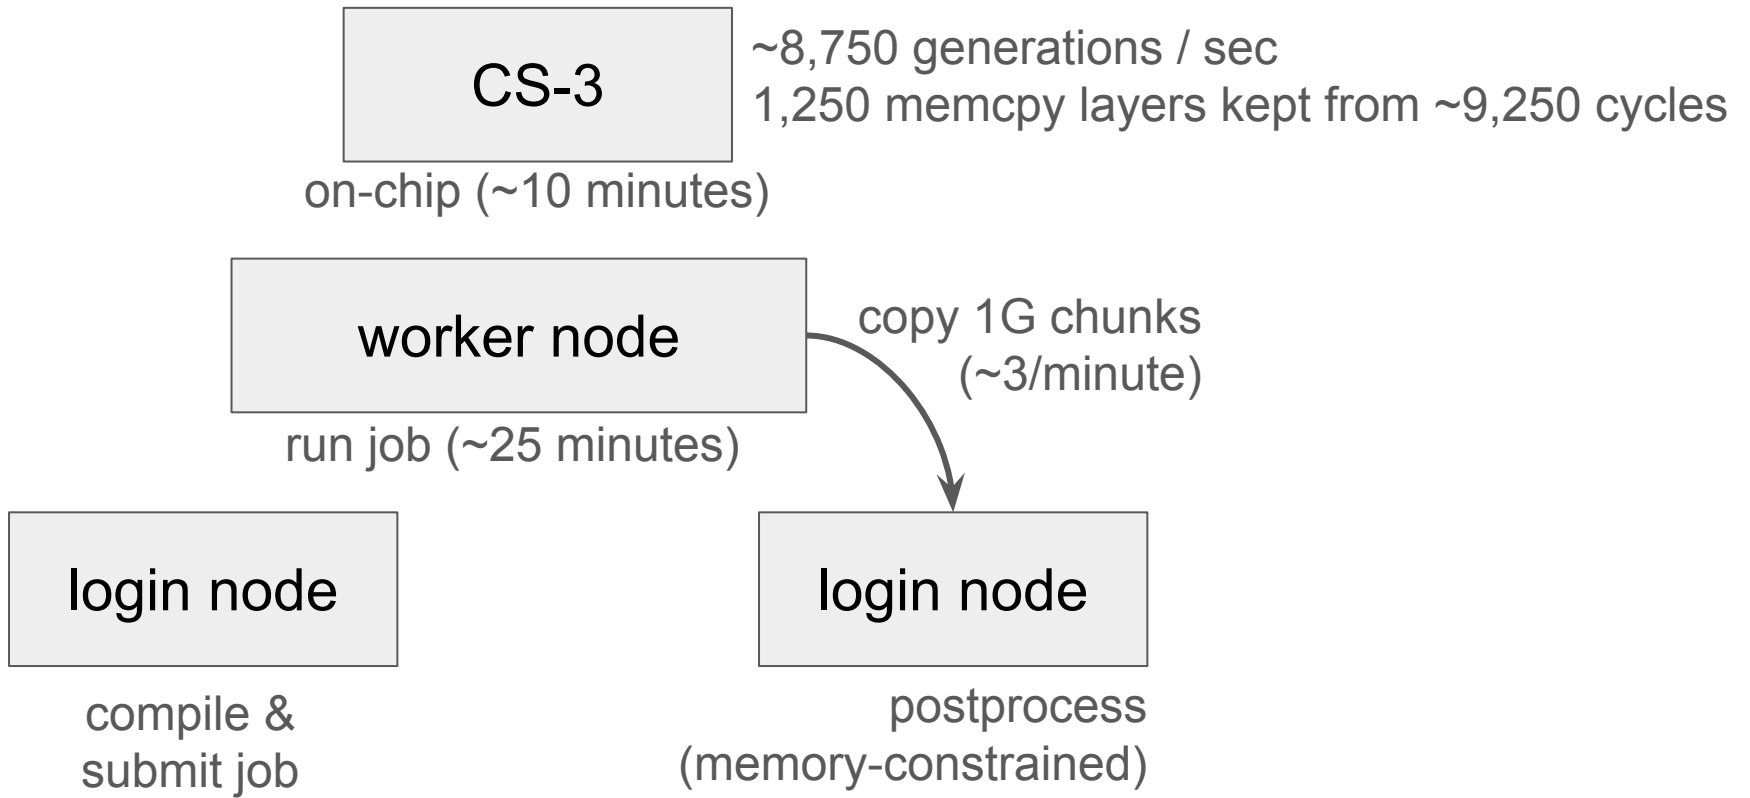 CS-3
~8,750 generations / sec
1,250 memcpy layers kept from ~9,250 cycles
on-chip (~10 minutes)
worker node
copy 1G chunks
(~3/minute)
run job (~25 minutes)
login node
compile &
submit job
login node
postprocess
(memory-constrained)